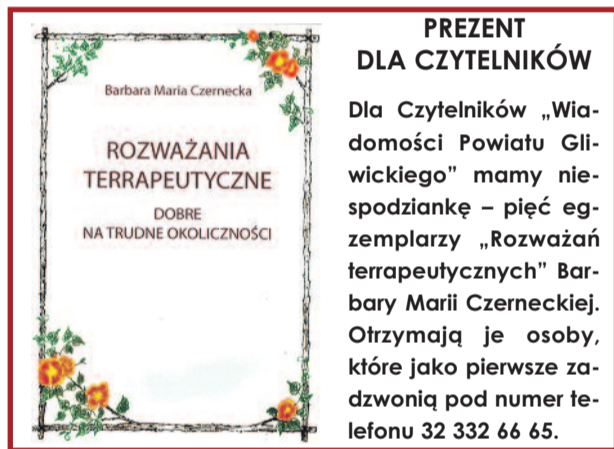 Barbara Maria Czernecka
ROZWAŻANIA
TERRAPEUTYCZNE
DOBRE
NA TRUDNE OKOLICZNOŚCI
PREZENT
DLA CZYTELNIKÓW
Dla Czytelników „Wia-
domości Powiatu Gli-
wickiego” mamy nie-
spodziankę – pięć eg-
zemplarzy „Rozważań
terrapeutycznych” Bar-
bary Marii Czerneckiej.
Otrzymają je osoby,
które jako pierwsze za-
dzwonią pod numer te-
lefonu 32 332 66 65.